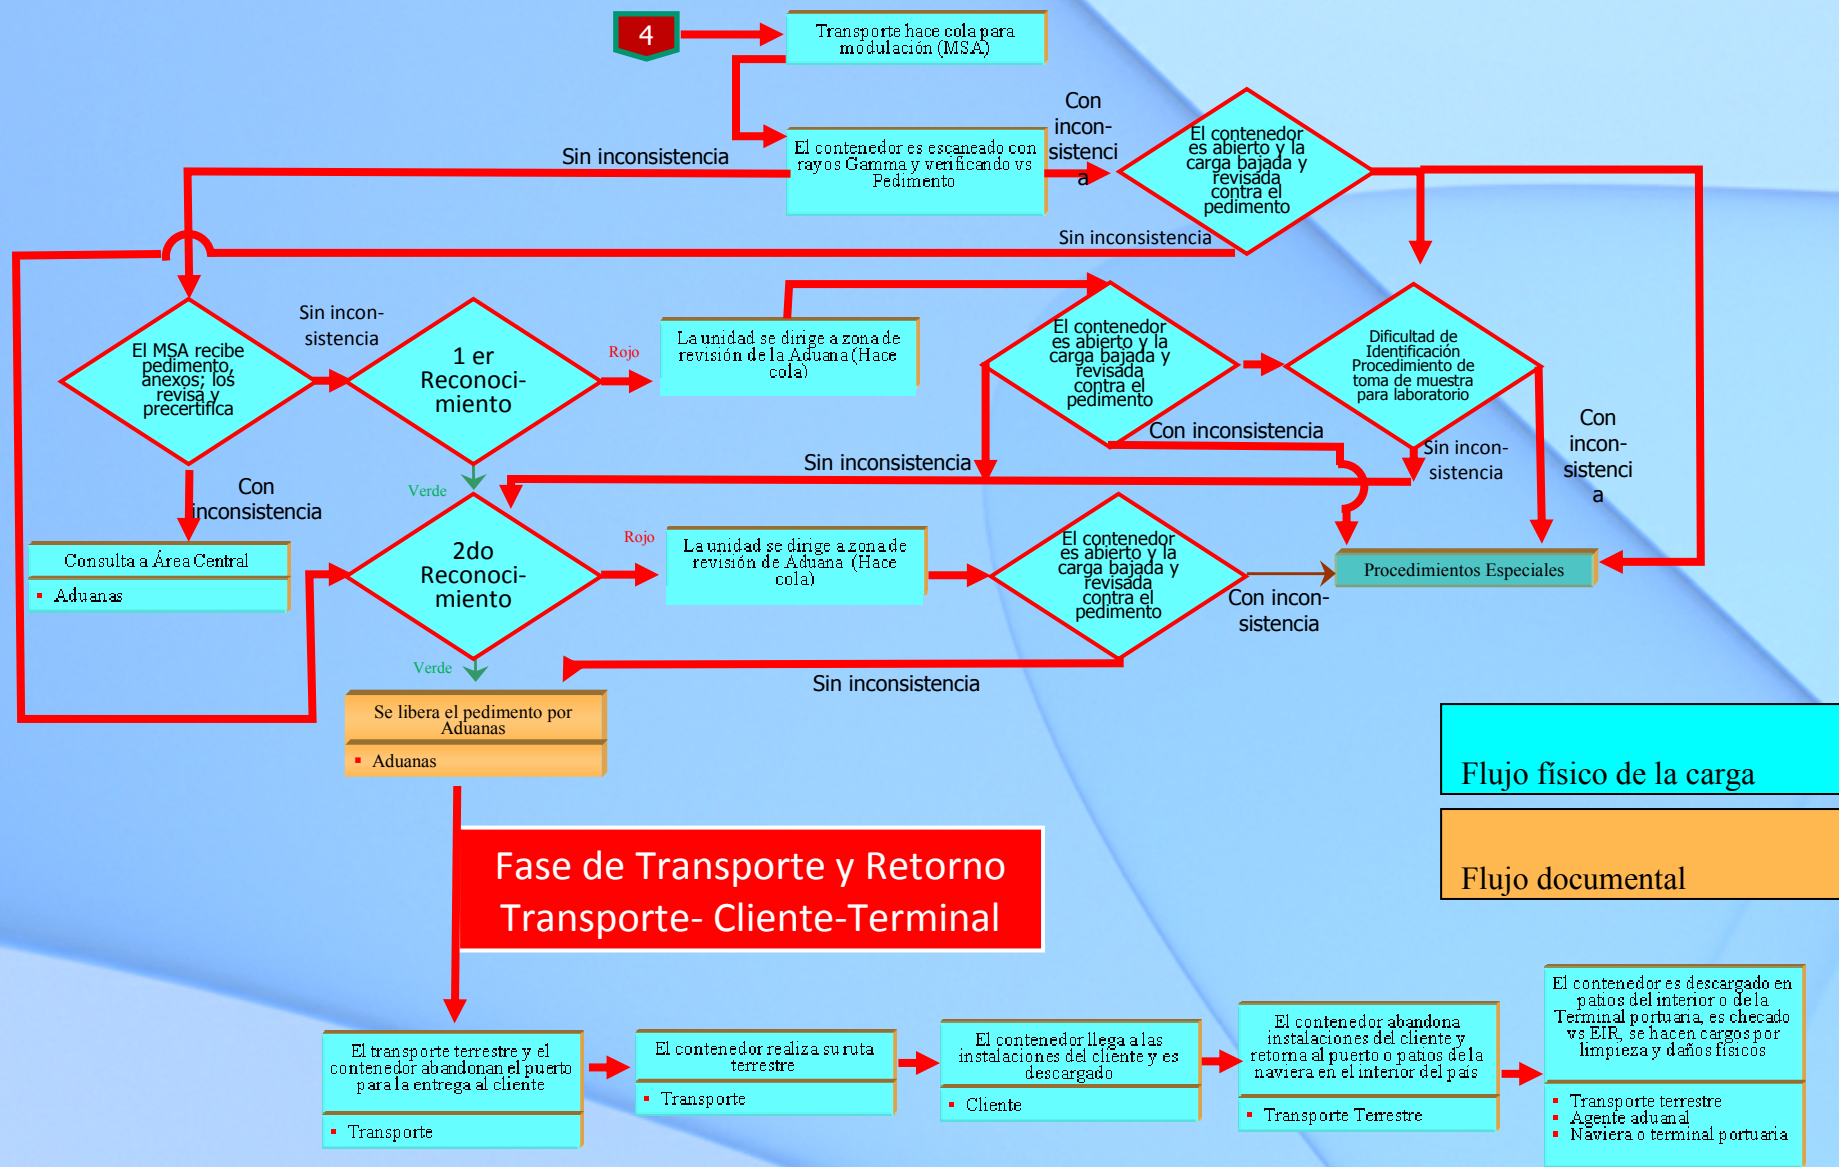 4
Transporte hace cola para
modulación (MSA)
Con
incon-
sistenci
a
Sin inconsistencia
El contenedor es escaneado con
rayos Gamma y verificando vs
Pedimento
El contenedor
es abierto y la
carga bajada y
revisada
contra el
pedimento
Sin inconsistencia
El MSA recibe
pedimento,
anexos; los
revisa y
precertifica
Sin incon-
sistencia
1 er
Reconoci-
miento
Rojo
La unidad se dirige a zona de
revisión de la Aduana (Hace
cola)
El contenedor
es abierto y la
carga bajada y
revisada
contra el
pedimento
Dificultad de
Identificación
Procedimiento de
toma de muestra
para laboratorio
Con inconsistencia
Sin incon-
sistencia
Con
incon-
sistenci
a
Sin inconsistencia
Verde
Con
inconsistencia
Consulta a Área Central
▪ Aduanas
2do
Reconoci-
miento
Rojo
La unidad se dirige a zona de
revisión de Aduana (Hace
cola)
El contenedor
es abierto y la
carga bajada y
revisada
contra el
pedimento
Con incon-
sistencia
Procedimientos Especiales
Verde
Sin inconsistencia
Se libera el pedimento por
Aduanas
▪ Aduanas
Flujo físico de la carga
Flujo documental
Fase de Transporte y Retorno
Transporte- Cliente-Terminal
El transporte terrestre y el
contenedor abandonan el puerto
para la entrega al cliente
▪ Transporte
El contenedor realiza su ruta
terrestre
▪ Transporte
El contenedor llega a las
instalaciones del cliente y es
descargado
▪ Cliente
El contenedor abandona
instalaciones del cliente y
retorna al puerto o patios de la
naviera en el interior del país
▪ Transporte Terrestre
El contenedor es descargado en
patios del interior o de la
Terminal portuaria, es checado
vs EIR, se hacen cargos por
limpieza y daños físicos
▪ Transporte terrestre
▪ Agente aduanal
▪ Naviera o terminal portuaria